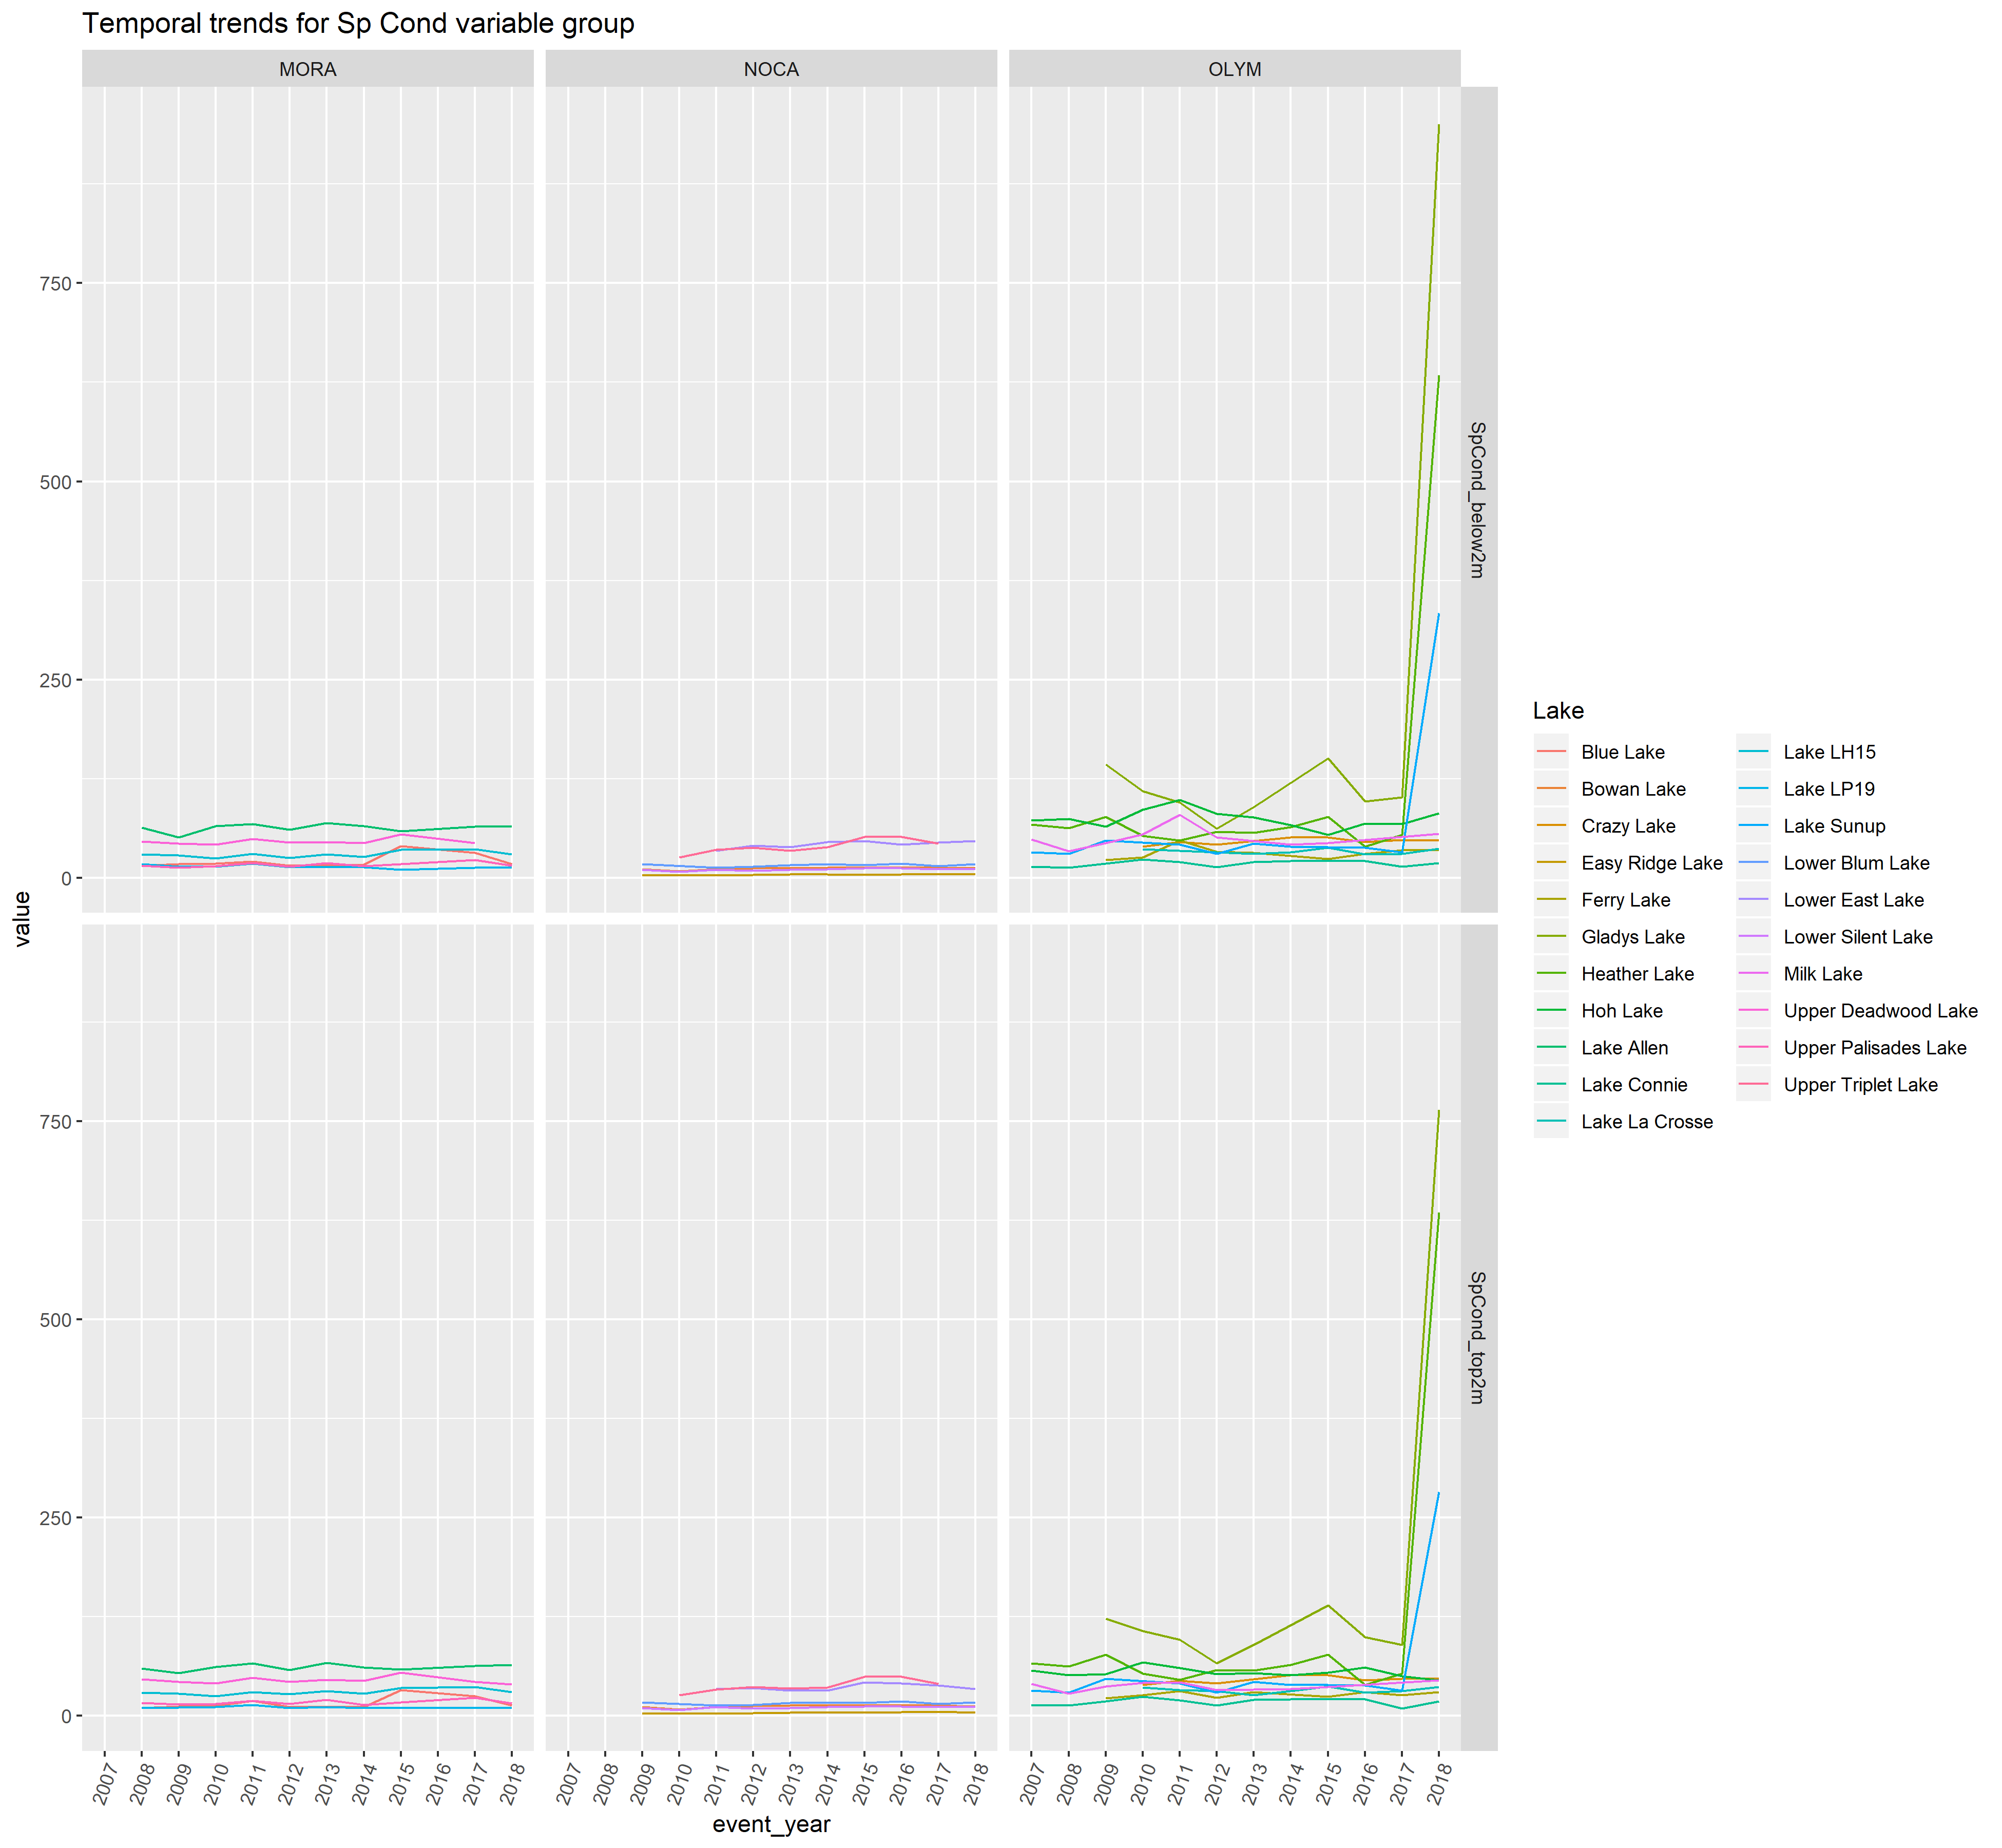 Temporal trends for Sp Cond variable group
MORA
NOCA
OLYM
750
500
250
0
SpCond_below2m
value
750
500
250
0
SpCond_top2m
2007
2008
2009
2010
2011
2012
2013
2014
2015
2016
2017
2018
2007
2008
2009
2010
2011
2012
2013
2014
2015
2016
2017
2018
2007
2008
2009
2010
2011
2012
2013
2014
2015
2016
2017
2018
event_year
Lake
Blue Lake
Bowan Lake
Crazy Lake
Easy Ridge Lake
Ferry Lake
Gladys Lake
Heather Lake
Hoh Lake
Lake Allen
Lake Connie
Lake La Crosse
Lake LH15
Lake LP19
Lake Sunup
Lower Blum Lake
Lower East Lake
Lower Silent Lake
Milk Lake
Upper Deadwood Lake
Upper Palisades Lake
Upper Triplet Lake